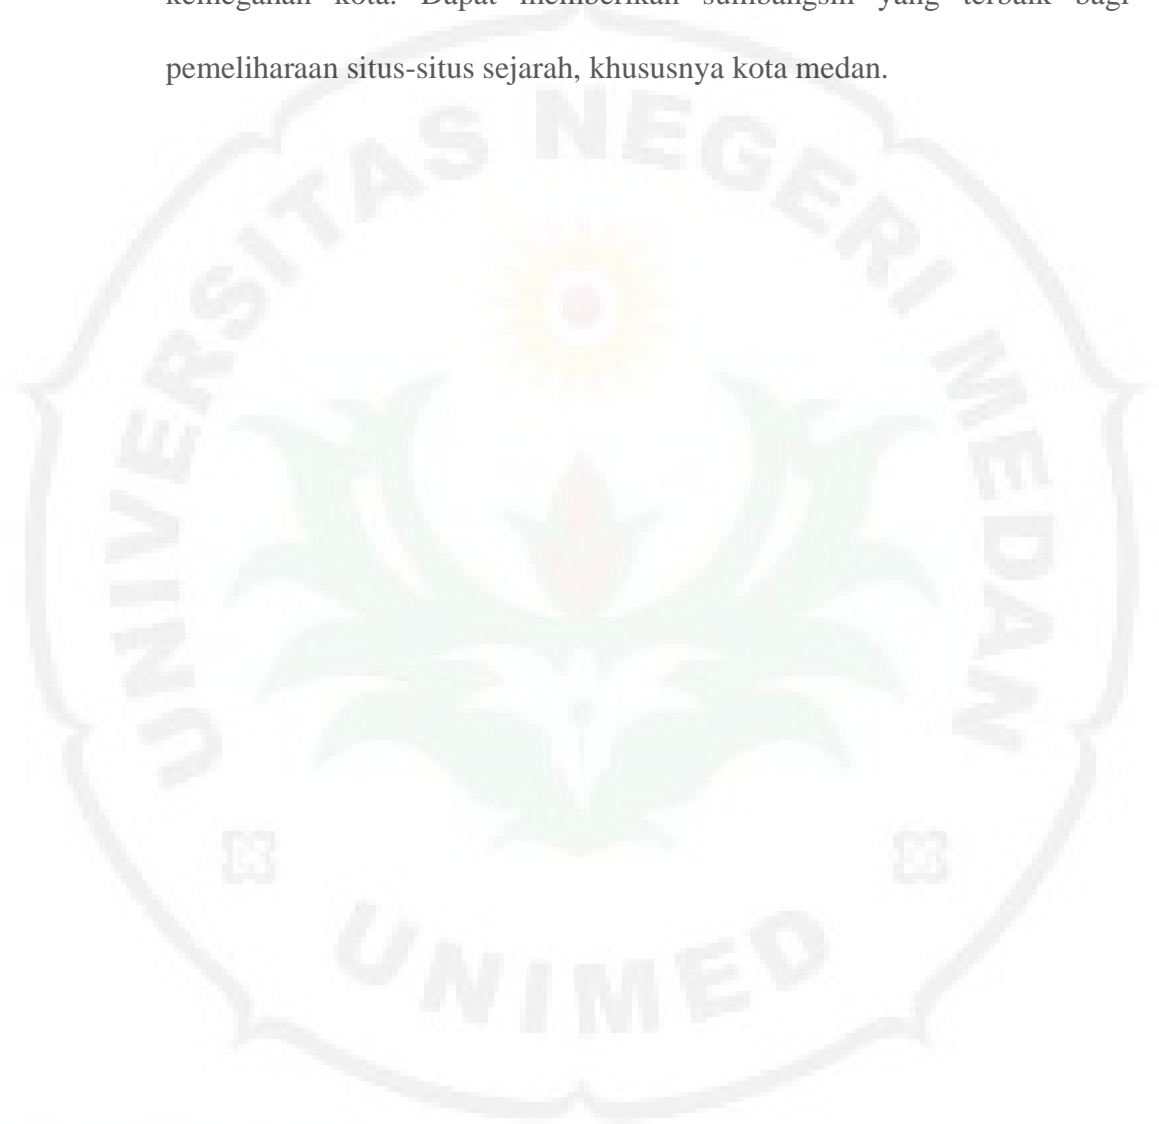 kemegahan kota. Dapat memberikan sumbangsih yang terbaik bagi
pemeliharaan situs-situs sejarah, khususnya kota medan.
UNIVERSITAS NEGERI MEDAN
UNIMED